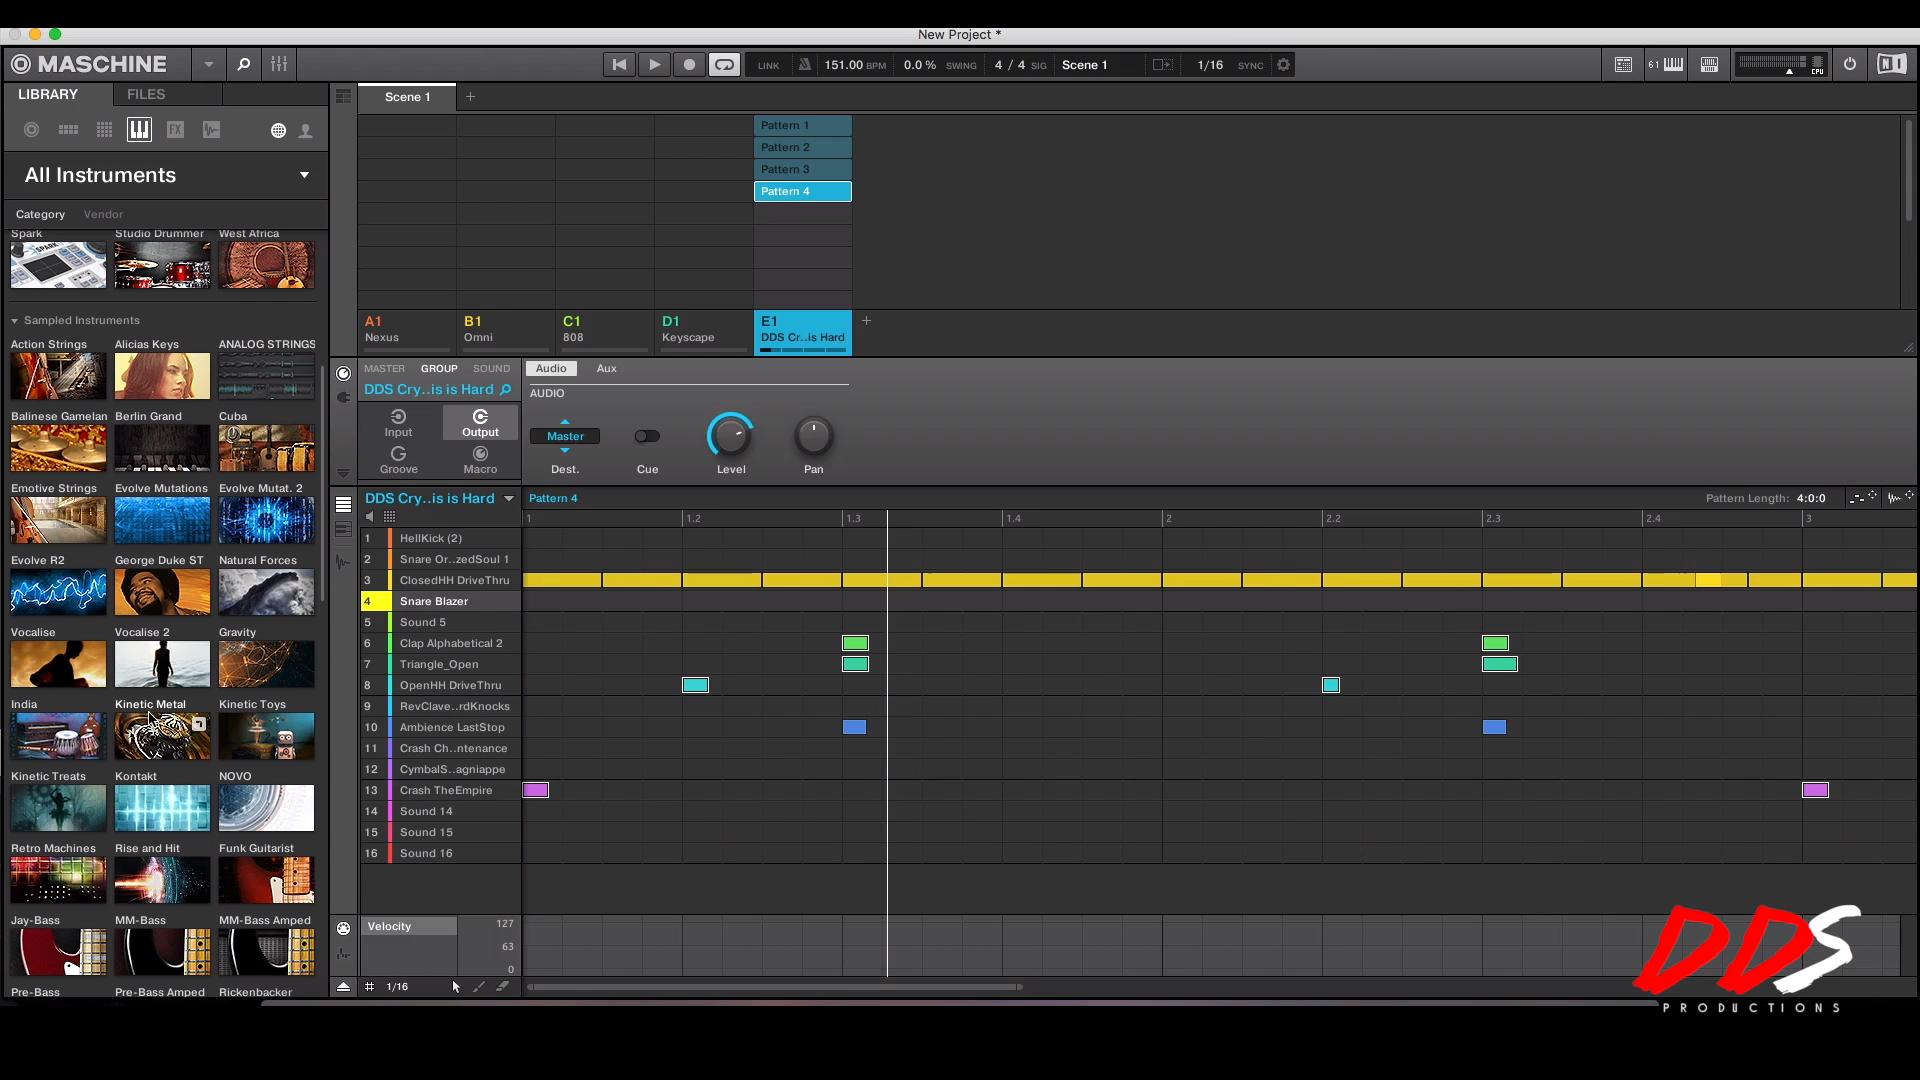 New Project *
MASCHINE
LINK
151.00 BPM
0.0 % SWING
4 / 4 SIG
Scene 1
1/16 SYNC
61
CPU
LIBRARY
FILES
Scene 1
+
FX
All Instruments
Category
Vendor
Pattern 1
Pattern 2
Pattern 3
Pattern 4
Spark
Studio Drummer
West Africa
SPARK
Sampled Instruments
A1
B1
C1
D1
E1
+
Nexus
Omni
808
Keyscape
DDS Cr..is Hard
Action Strings
Alicias Keys
ANALOG STRINGS
MASTER
GROUP
SOUND
Audio
Aux
DDS Cry..is is Hard
AUDIO
Input
Output
Groove
Macro
Master
Dest.
Cue
Level
Pan
Balinese Gamelan
Berlin Grand
Cuba
Emotive Strings
Evolve Mutations
Evolve Mutat. 2
DDS Cry..is is Hard
Pattern 4
Pattern Length: 4:0:0
1
1.2
1.3
1.4
2
2.2
2.3
2.4
3
1 HellKick (2)
2 Snare Or..zedSoul 1
3 ClosedHH DriveThru
4 Snare Blazer
5 Sound 5
6 Clap Alphabetical 2
7 Triangle_Open
8 OpenHH DriveThru
9 RevClave..rdKnocks
10 Ambience LastStop
11 Crash Ch..ntenance
12 CymbalS..agniappe
13 Crash TheEmpire
14 Sound 14
15 Sound 15
16 Sound 16
Evolve R2
George Duke ST
Natural Forces
Vocalise
Vocalise 2
Gravity
India
Kinetic Metal
Kinetic Toys
Kinetic Treats
Kontakt
NOVO
Retro Machines
Rise and Hit
Funk Guitarist
Jay-Bass
MM-Bass
MM-Bass Amped
Pre-Bass
Pre-Bass Amped
Rickenbacker
Velocity
127
63
0
1/16
DDS
PRODUCTIONS